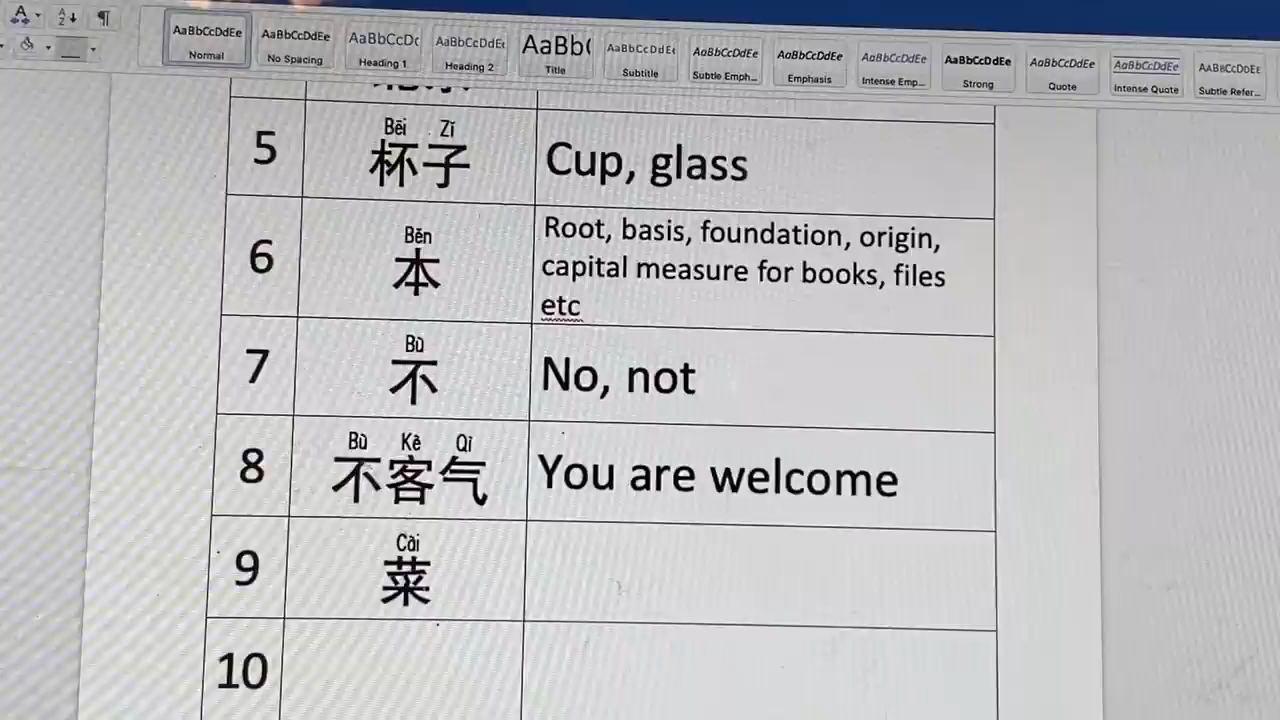 AaBbCcDdEe AaBbCcDdEe AaBbCcDc AaBbCcDdEe AaBb( AaBbCcDdEe AaBbCcDdEe AaBbCcDdEe AaBbCcDdEe AaBbCcDdEe AaBbCcDdEe AaBbCcDdEe AABBCCDDEE
Normal No Spacing Heading 1 Heading 2 Title Subtitle Subtle Emph... Emphasis Intense Emp... Strong Quote Intense Quote Subtle Refer...
5
Bēi Zǐ
杯子
Cup, glass
6
Běn
本
Root, basis, foundation, origin,
capital measure for books, files
etc
7
Bù
不
No, not
8
Bù Kè Qì
不客气
You are welcome
9
Cài
菜
10